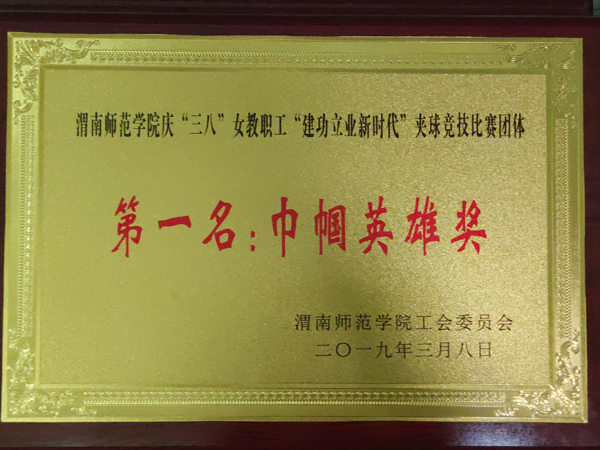 渭南师范学院庆“三八”女教职工“建功立业新时代”夹球竞技比赛团体
第一名：巾帼英雄奖
渭南师范学院工会委员会
二〇一九年三月八日